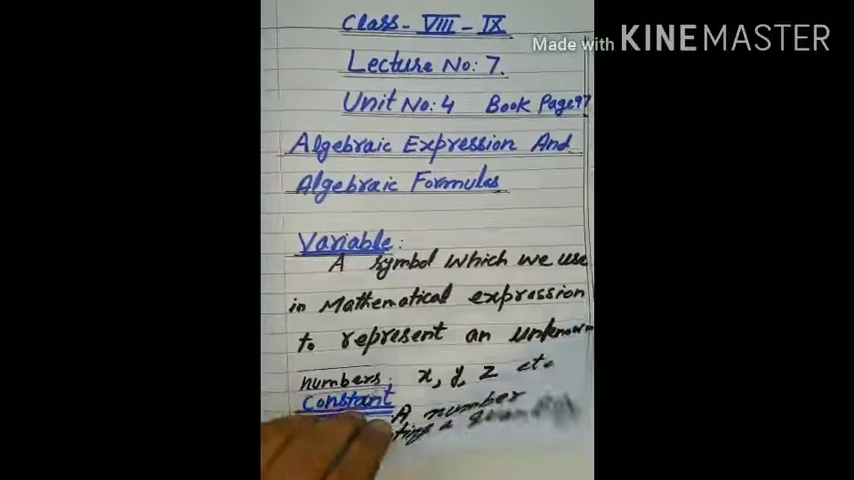 Class - VIII - IX
Made with KINEMASTER
Lecture No: 7.
Unit No: 4 Book Page 97
Algebraic Expression And
Algebraic Formulas
Variable:
A symbol which we use
in Mathematical expression
to represent an unknown
numbers, x, y, z etc
Constant
A number